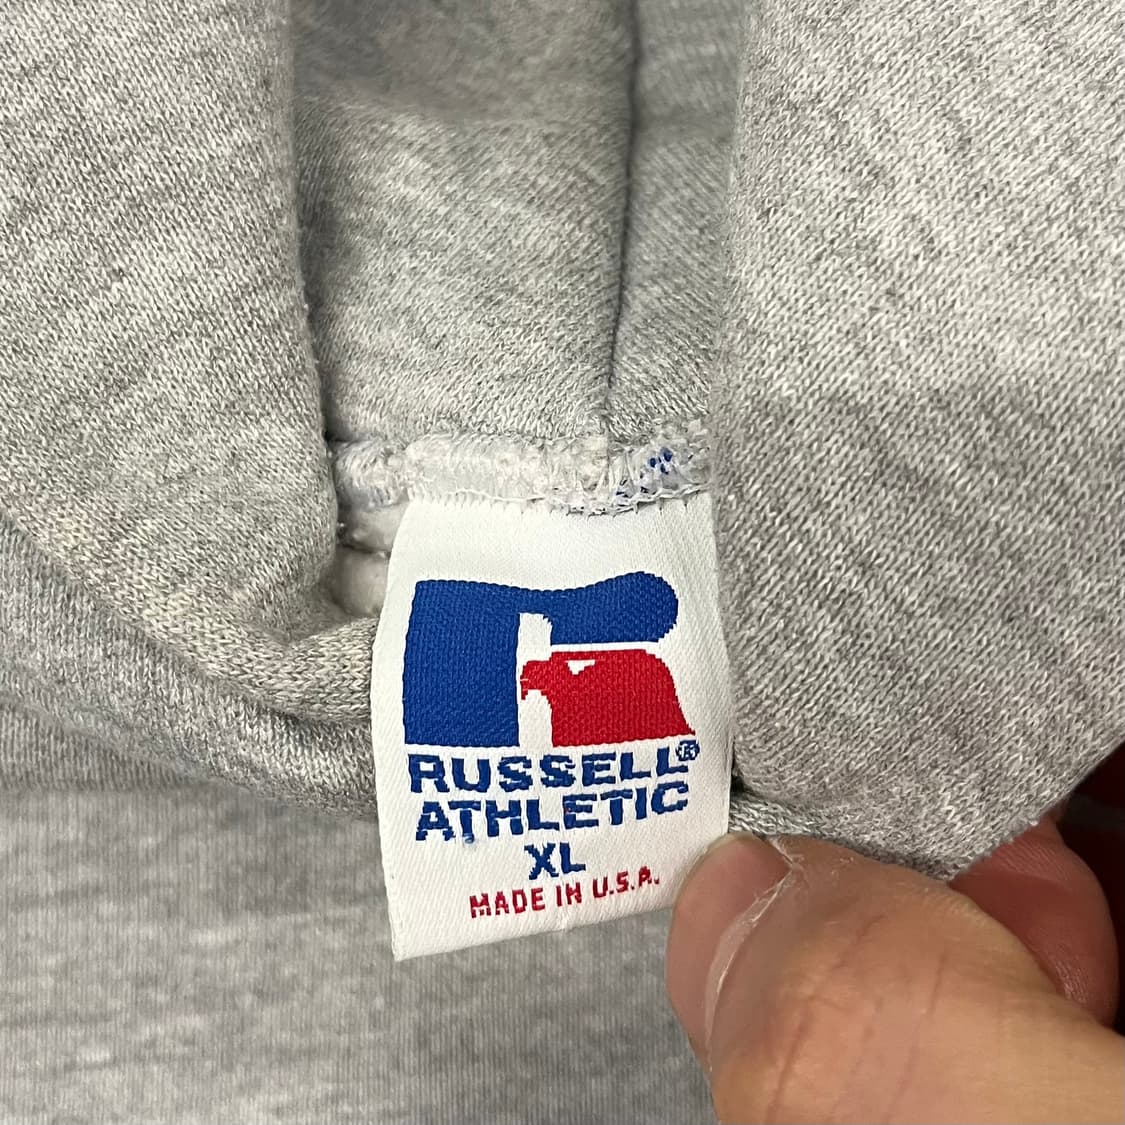 RUSSELL®
ATHLETIC
XL
MADE IN U.S.A.